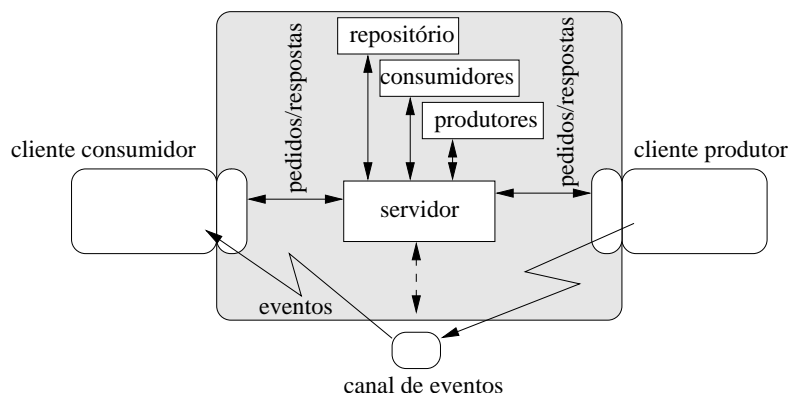 repositório
consumidores
produtores
pedidos/respostas
pedidos/respostas
cliente consumidor
cliente produtor
servidor
eventos
canal de eventos